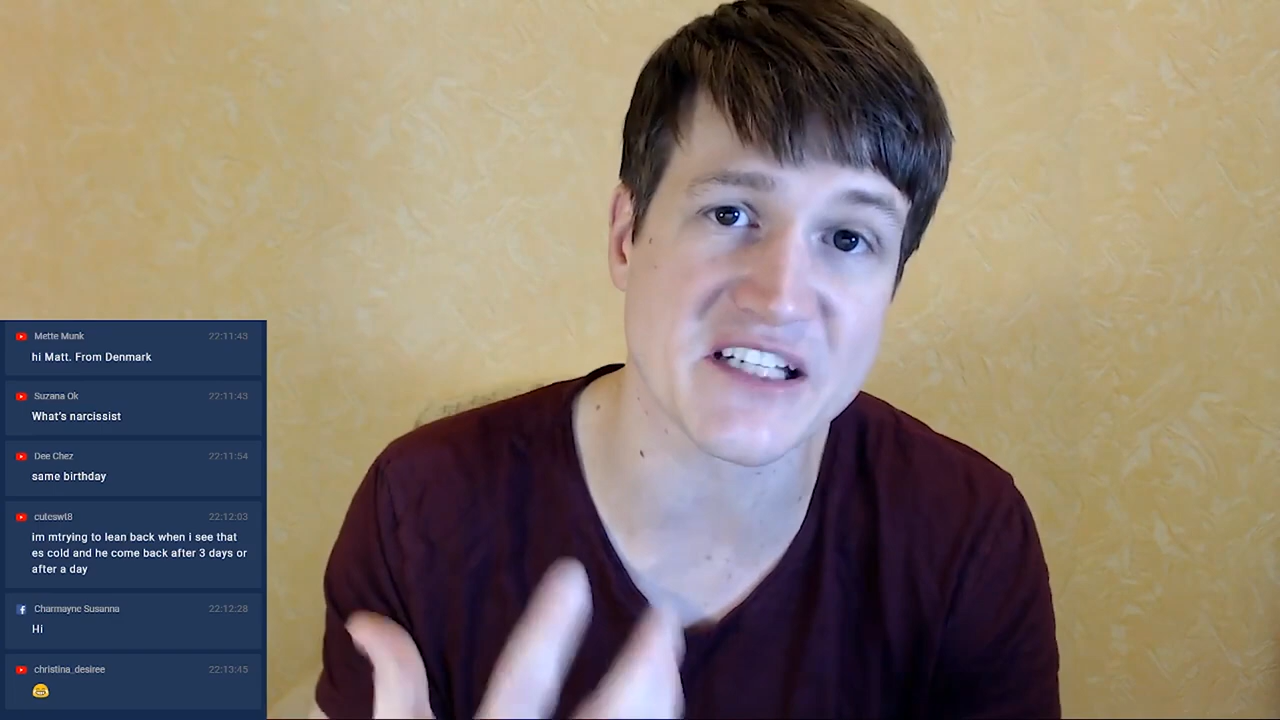 Mette Munk 22:11:43
hi Matt. From Denmark
Suzana Ok 22:11:43
What's narcissist
Dee Chez 22:11:54
same birthday
cuteswt8 22:12:03
im mtrying to lean back when i see that
es cold and he come back after 3 days or
after a day
Charmayne Susanna 22:12:28
Hi
christina_desiree 22:13:45
😂